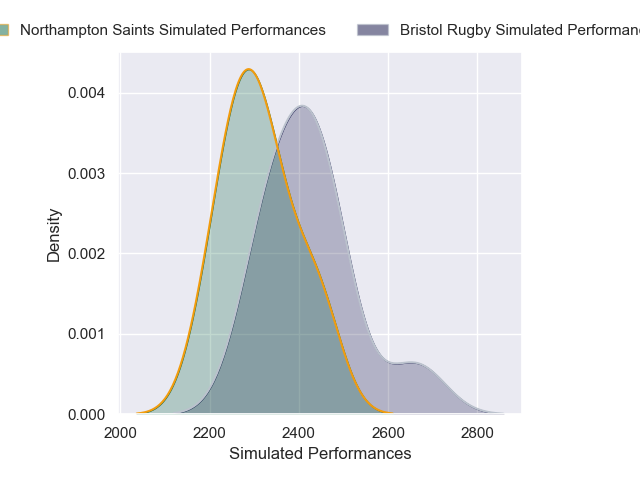 Northampton Saints Simulated Performances
Bristol Rugby Simulated
0.004
0.003
0.002
0.001
0.000
Density
2000 2200 2400 2600 2800
Simulated Performances